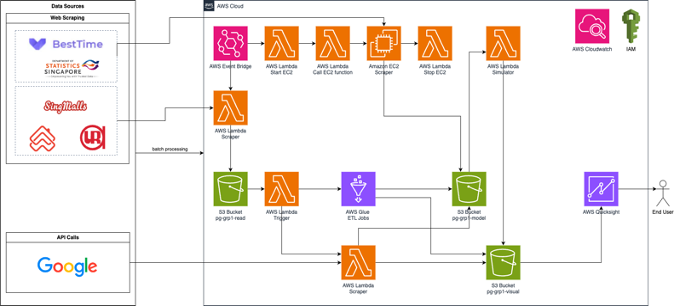 Data Sources
Web Scraping
BestTime
DEPARTMENT OF
STATISTICS
SINGAPORE
SingMalls
API Calls
Google
batch processing
aws
AWS Cloud
AWS Event Bridge
AWS Lambda
Start EC2
AWS Lambda
Call EC2 function
Amazon EC2
Scraper
AWS Lambda
Stop EC2
AWS Lambda
Simulator
AWS Cloudwatch
IAM
AWS Lambda
Scraper
S3 Bucket
pg-grp1-read
AWS Lambda
Trigger
AWS Glue
ETL Jobs
S3 Bucket
pg-grp1-model
AWS Quicksight
End User
AWS Lambda
Scraper
S3 Bucket
pg-grp1-visual